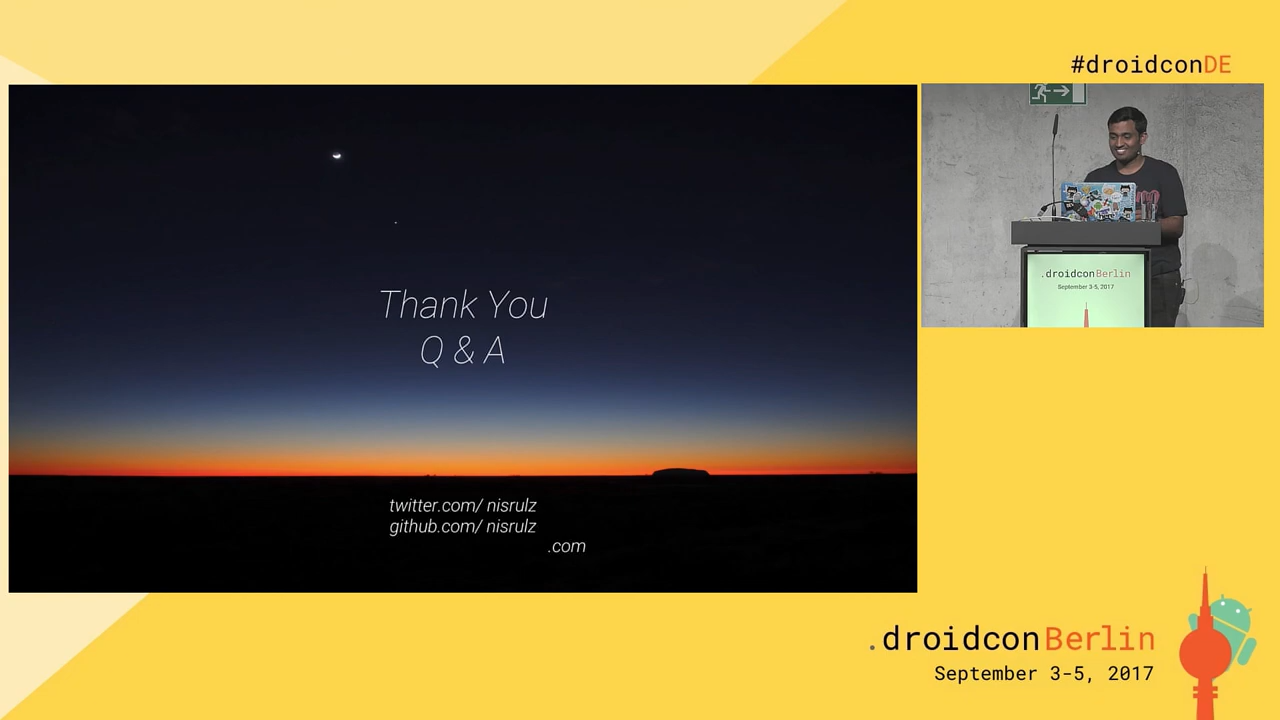 #droidconDE
Thank You
Q & A
twitter.com/ nisrulz
github.com/ nisrulz
.com
.droidconBerlin
September 3-5, 2017
.droidconBerlin
September 3-5, 2017